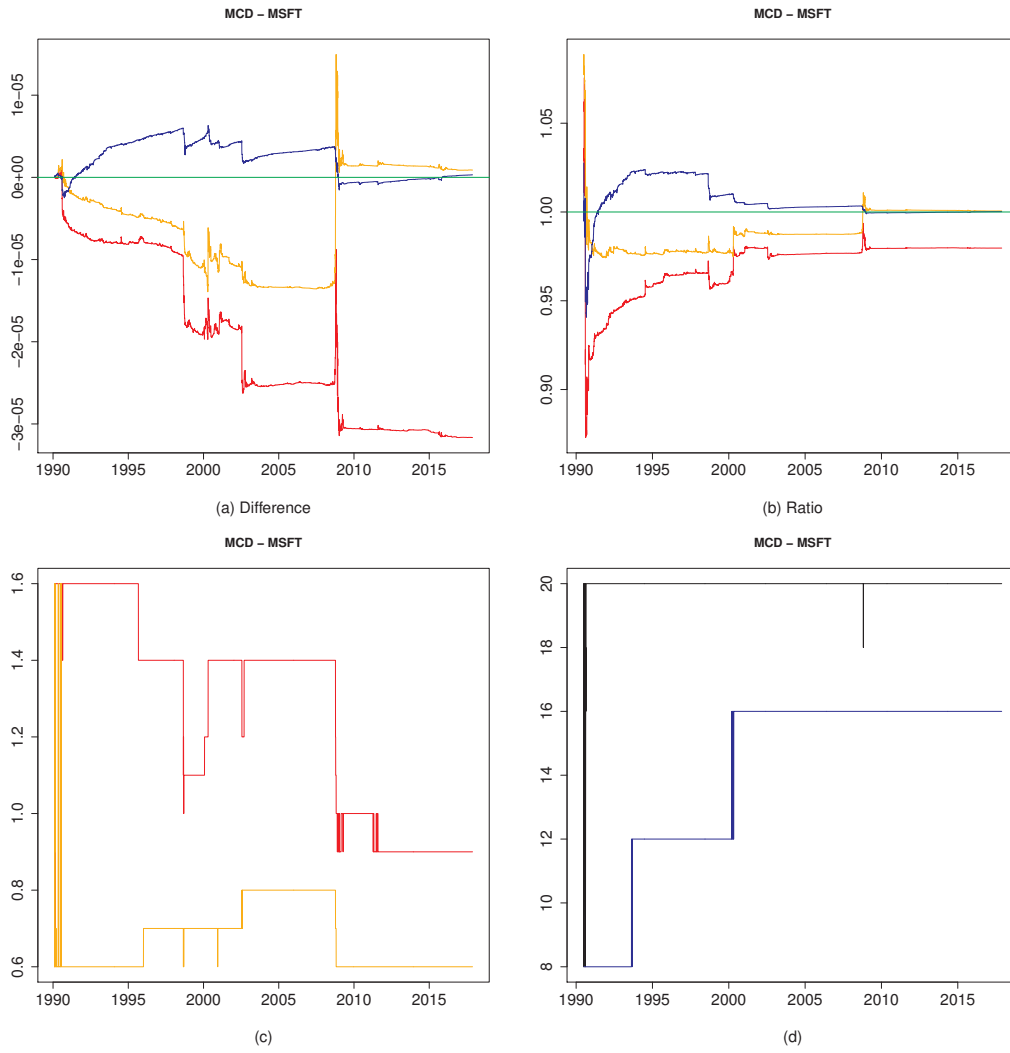 MCD – MSFT
1e−05
0e+00
−1e−05
−2e−05
−3e−05
1990 1995 2000 2005 2010 2015
(a) Difference
MCD – MSFT
1.05
1.00
0.95
0.90
1990 1995 2000 2005 2010 2015
(b) Ratio
MCD – MSFT
1.6
1.4
1.2
1.0
0.8
0.6
1990 1995 2000 2005 2010 2015
(c)
MCD – MSFT
20
18
16
14
12
10
8
1990 1995 2000 2005 2010 2015
(d)